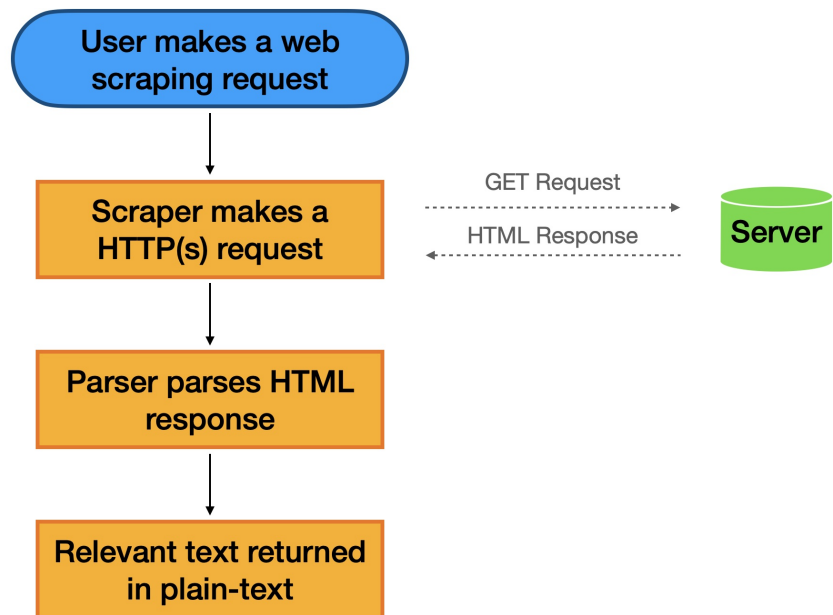 User makes a web
scraping request
Scraper makes a
HTTP(s) request
GET Request
HTML Response
Server
Parser parses HTML
response
Relevant text returned
in plain-text